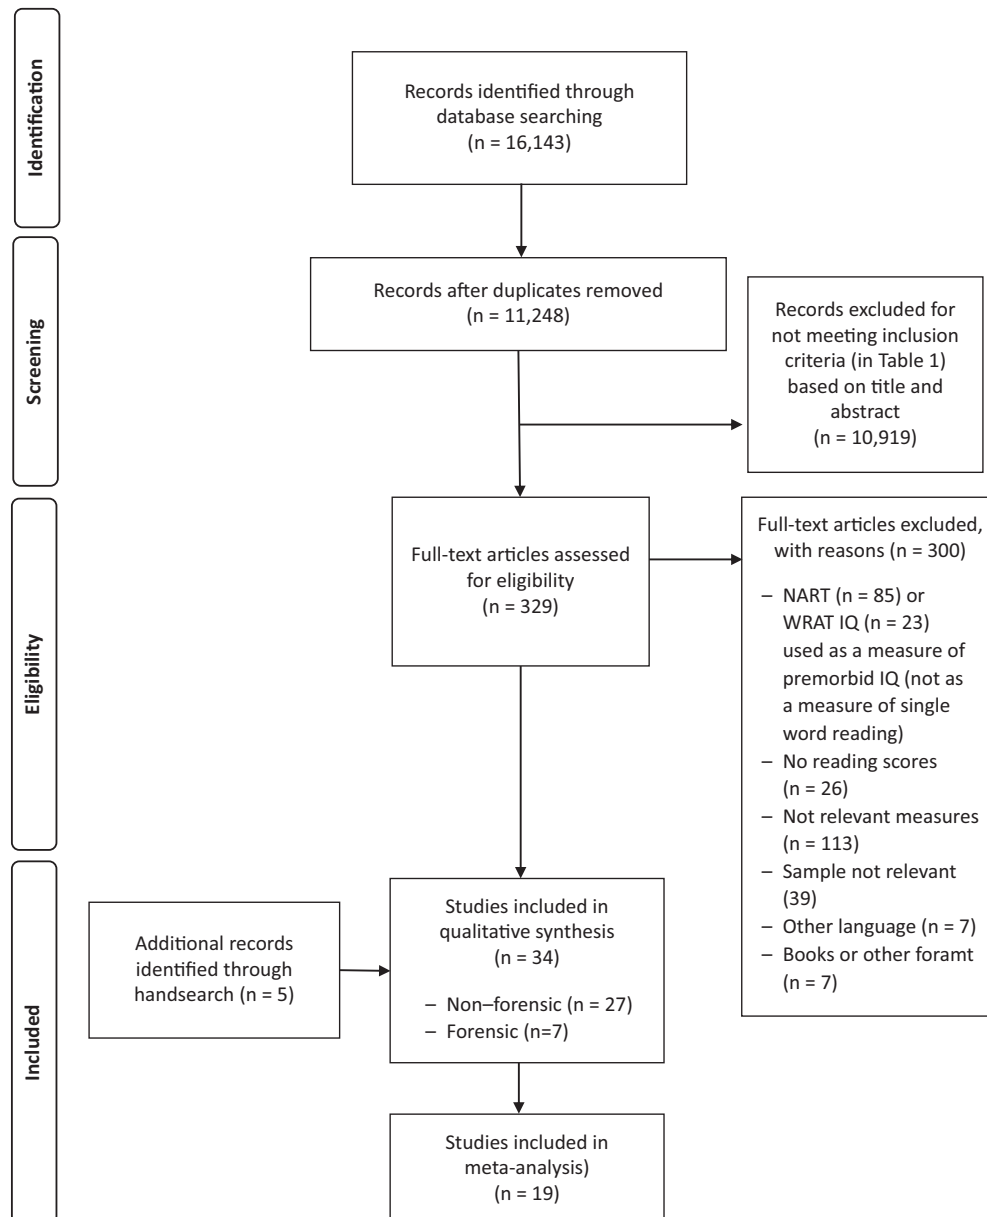 Identification
Records identified through
database searching
(n = 16,143)
Screening
Records after duplicates removed
(n = 11,248)
Records excluded for
not meeting inclusion
criteria (in Table 1)
based on title and
abstract
(n = 10,919)
Eligibility
Full-text articles assessed
for eligibility
(n = 329)
Full-text articles excluded,
with reasons (n = 300)
– NART (n = 85) or
WRAT IQ (n = 23)
used as a measure of
premorbid IQ (not as
a measure of single
word reading)
– No reading scores
(n = 26)
– Not relevant measures
(n = 113)
– Sample not relevant
(39)
– Other language (n = 7)
– Books or other foramt
(n = 7)
Included
Additional records
identified through
handsearch (n = 5)
Studies included in
qualitative synthesis
(n = 34)
– Non–forensic (n = 27)
– Forensic (n=7)
Studies included in
meta-analysis)
(n = 19)